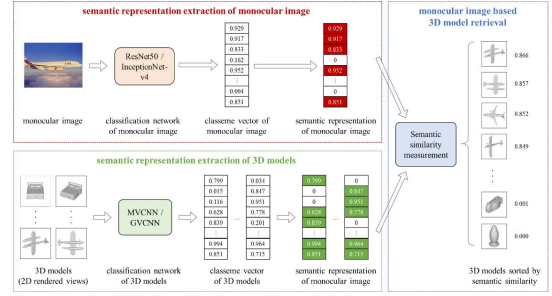 semantic representation extraction of monocular image
ResNet50 /
InceptionNet-
v4
0.929
0.917
0.833
0.162
0.952
⋮
0.004
0.851
0.929
0.917
0.833
0
0.952
⋮
0
0.851
monocular image
classification network
of monocular image
classeme vector of
monocular image
semantic representation
of monocular image
semantic representation extraction of 3D models
MVCNN /
GVCNN
0.799 0.034
0.015 0.847
0.116 0.951
0.628 ... 0.778
0.839 0.201
⋮ ⋮
0.994 0.964
0.851 0.715
0.799 0
0 0.847
0 0.951
0.628 ... 0.778
0.839 0
⋮ ⋮
0.994 0.964
0.851 0.715
3D models
(2D rendered views)
classification network
of 3D models
classeme vector
of 3D models
semantic representation
of monocular image
monocular image based
3D model retrieval
Semantic
similarity
measurement
0.866
0.857
0.852
0.849
⋮
0.001
0.000
3D models sorted by
semantic similarity